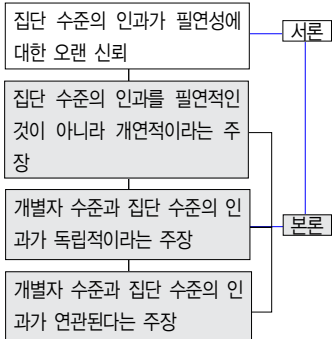 집단 수준의 인과가 필연성에
대한 오랜 신뢰
서론
집단 수준의 인과를 필연적인
것이 아니라 개연적이라는 주
장
개별자 수준과 집단 수준의 인
과가 독립적이라는 주장
본론
개별자 수준과 집단 수준의 인
과가 연관된다는 주장